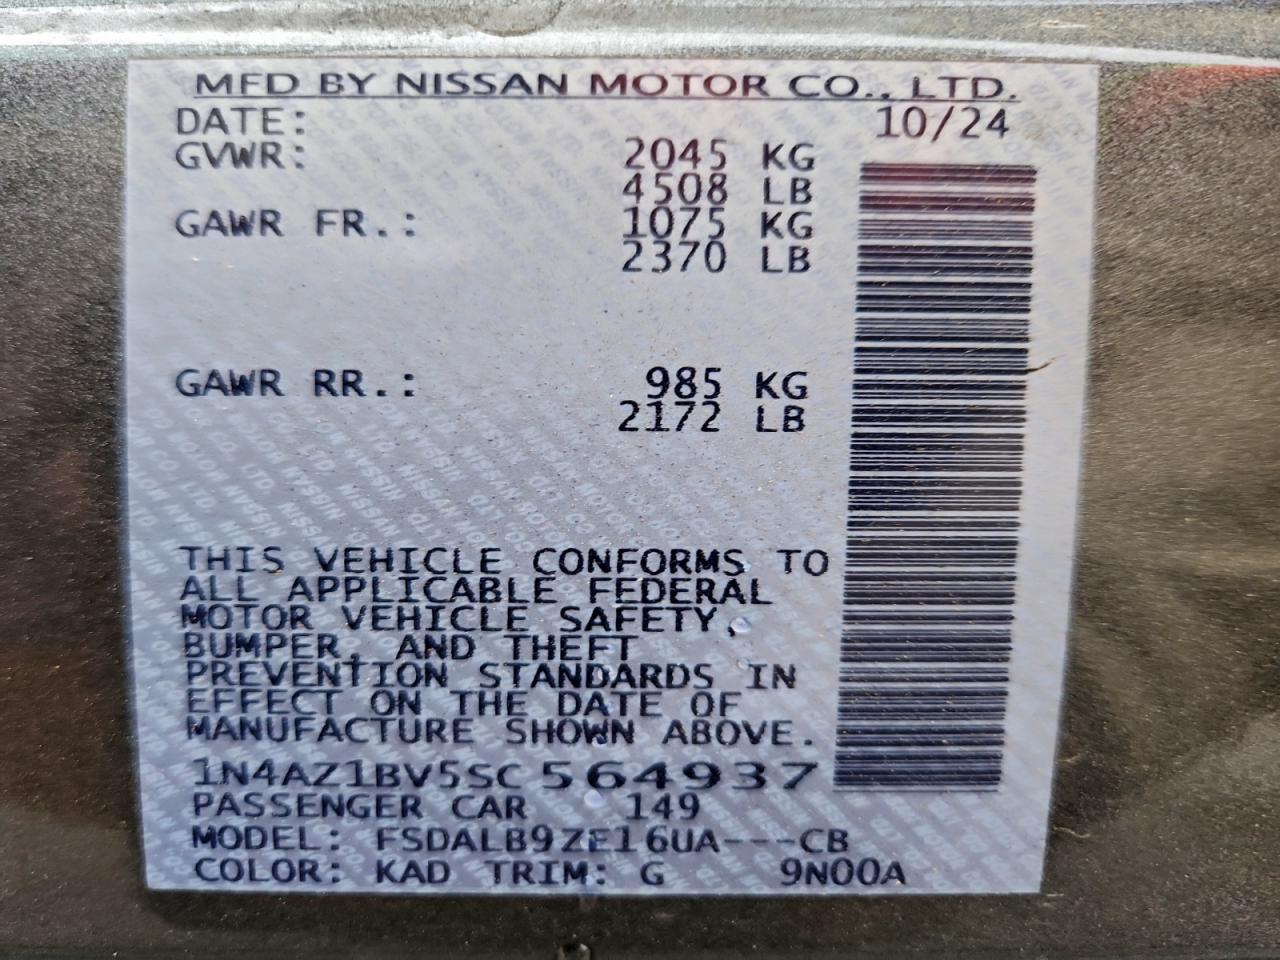 MFD BY NISSAN MOTOR CO., LTD.
DATE: 10/24
GVWR: 2045 KG
4508 LB
GAWR FR.: 1075 KG
2370 LB
GAWR RR.: 985 KG
2172 LB
THIS VEHICLE CONFORMS TO
ALL APPLICABLE FEDERAL
MOTOR VEHICLE SAFETY,
BUMPER, AND THEFT
PREVENTION STANDARDS IN
EFFECT ON THE DATE OF
MANUFACTURE SHOWN ABOVE.
1N4AZ1BV5SC564937
PASSENGER CAR 149
MODEL: FSDALB9ZE16UA---CB
COLOR: KAD TRIM: G 9N00A